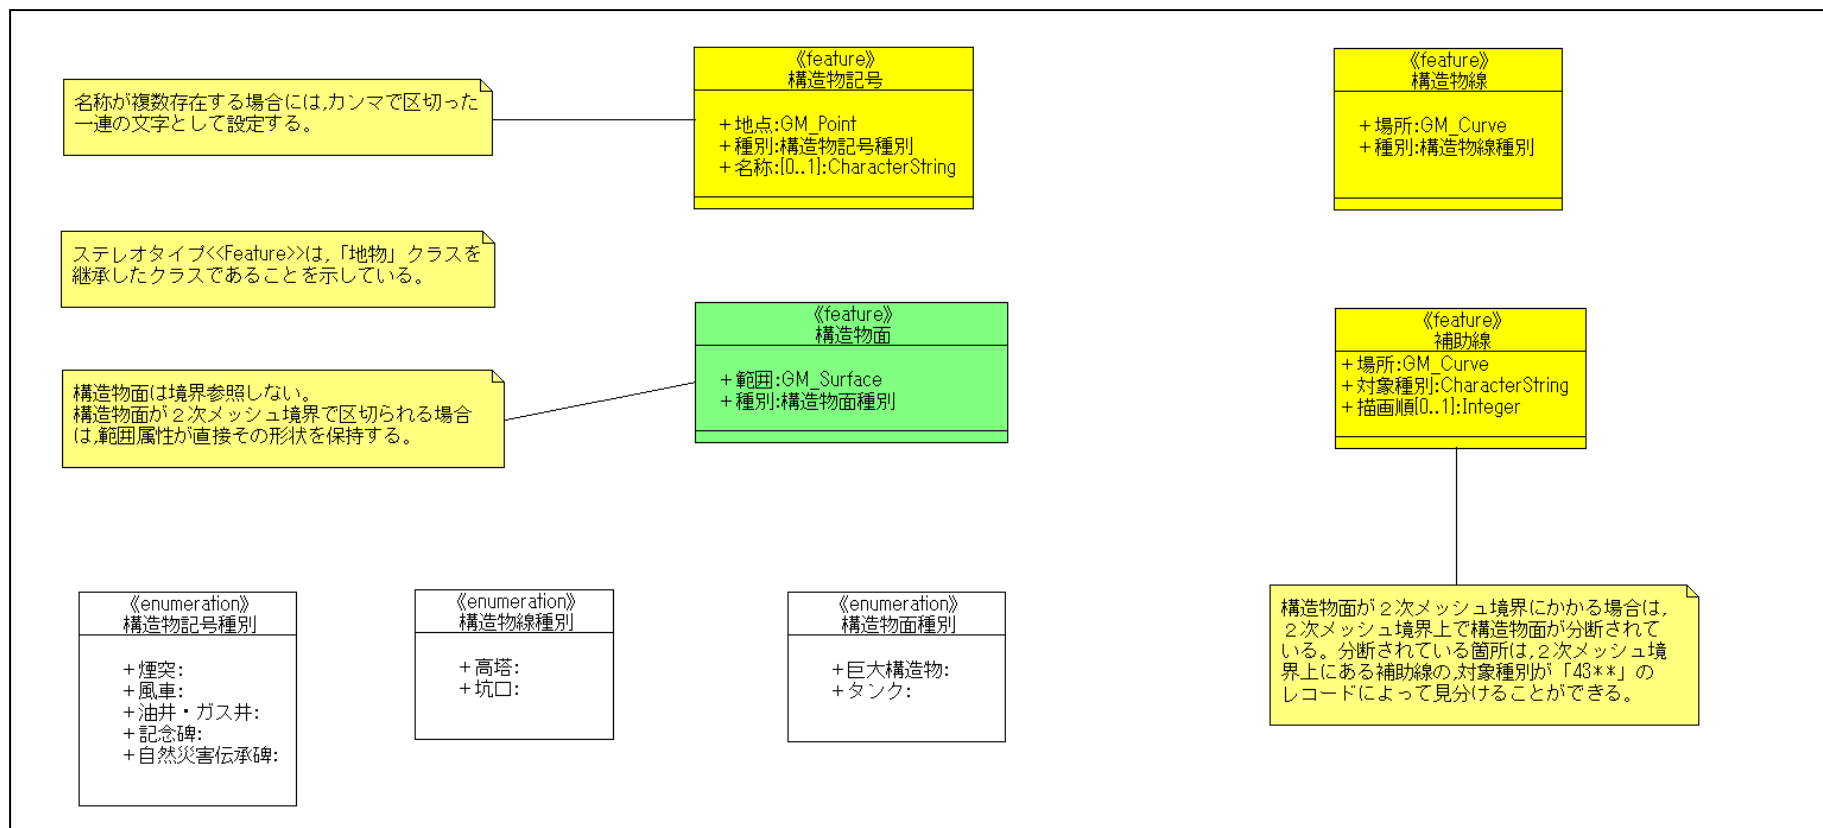 名称が複数存在する場合には,カンマで区切った
一連の文字として設定する。
《feature》
構造物記号
+地点:GM_Point
+種別:構造物記号種別
+名称:[0..1]:CharacterString
《feature》
構造物線
+場所:GM_Curve
+種別:構造物線種別
ステレオタイプ<<Feature>>は,「地物」クラスを
継承したクラスであることを示している。
構造物面は境界参照しない。
構造物面が2次メッシュ境界で区切られる場合
は,範囲属性が直接その形状を保持する。
《feature》
構造物面
+範囲:GM_Surface
+種別:構造物面種別
《feature》
補助線
+場所:GM_Curve
+対象種別:CharacterString
+描画順[0..1]:Integer
《enumeration》
構造物記号種別
+煙突:
+風車:
+油井・ガス井:
+記念碑:
+自然災害伝承碑:
《enumeration》
構造物線種別
+高塔:
+坑口:
《enumeration》
構造物面種別
+巨大構造物:
+タンク:
構造物面が2次メッシュ境界にかかる場合は,
2次メッシュ境界上で構造物面が分断されて
いる。分断されている箇所は,2次メッシュ境
界上にある補助線の,対象種別が「43**」の
レコードによって見分けることができる。